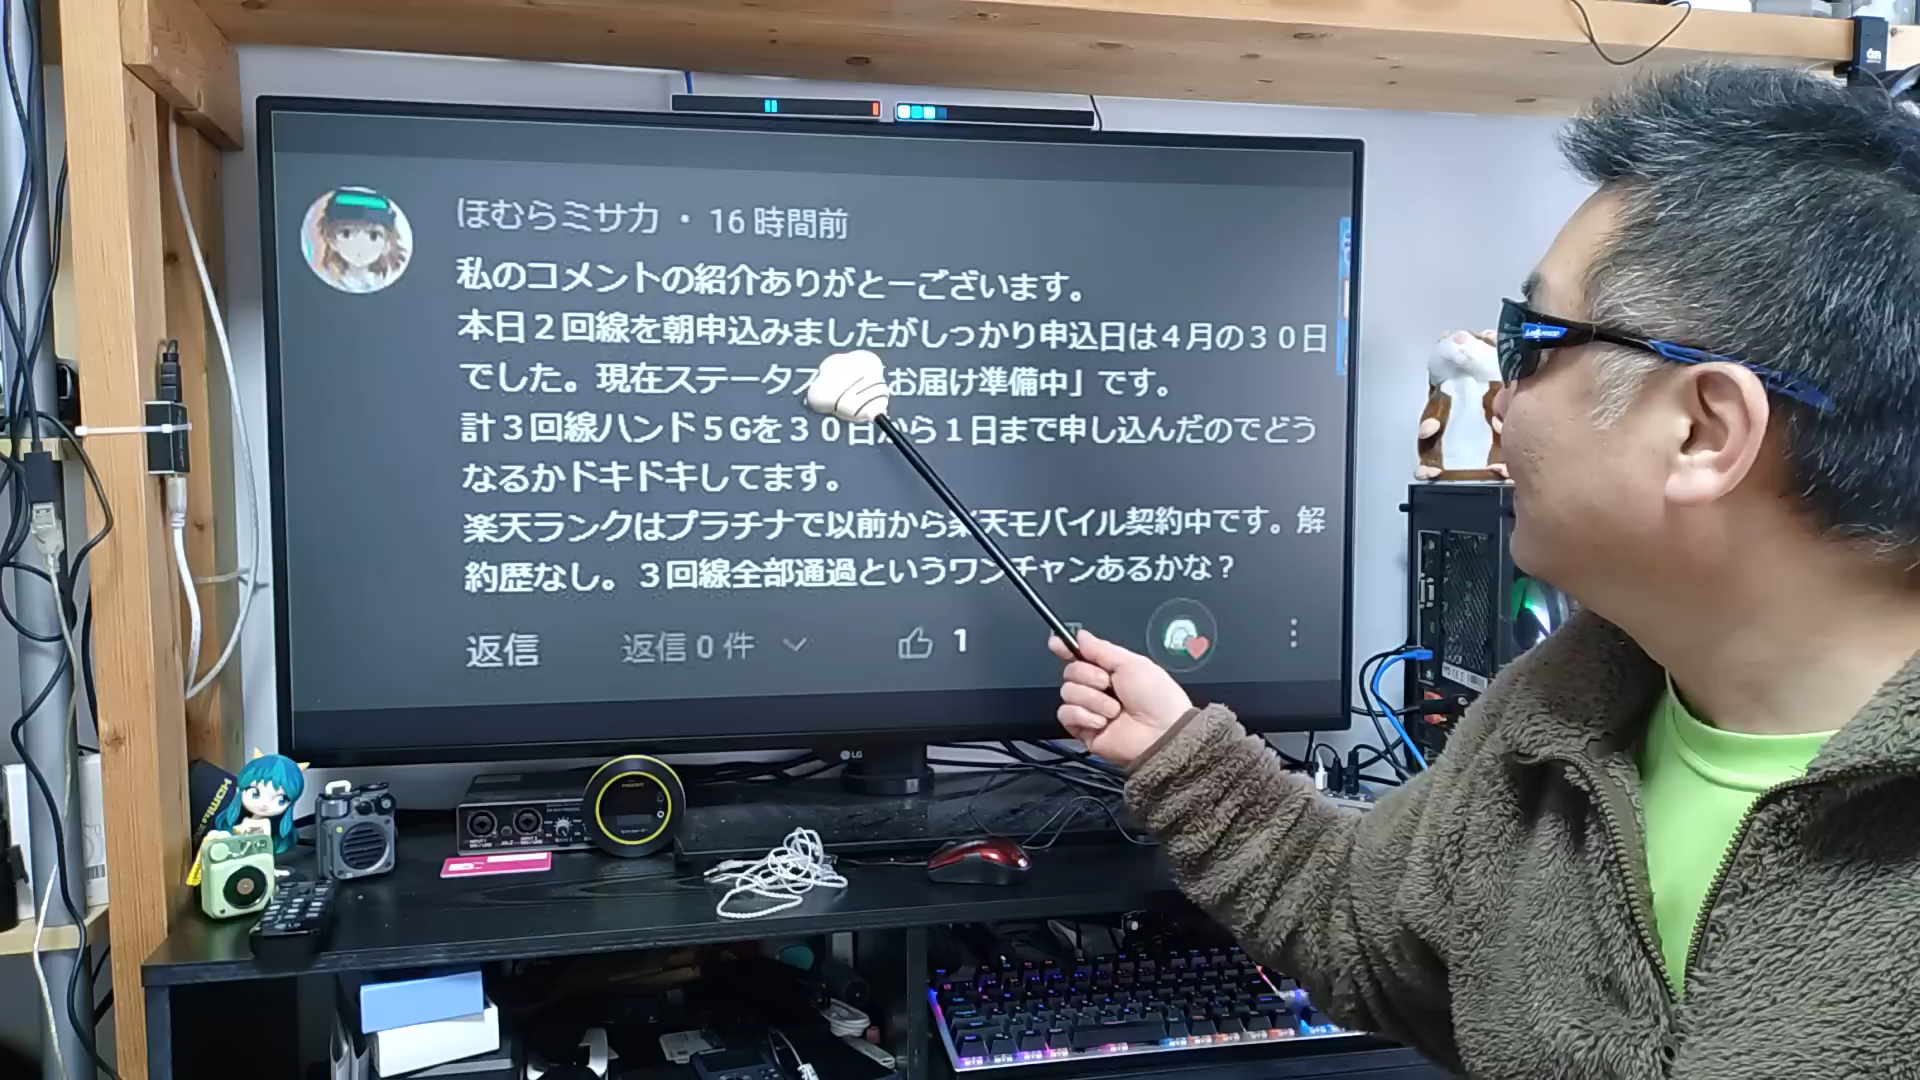 ほむらミサカ・16 時間前
私のコメントの紹介ありがとーございます。
本日２回線を朝申込みましたがしっかり申込日は４月の３０日
でした。現在ステータス お届け準備中」です。
計３回線ハンド５Gを３０日から１日まで申し込んだのでどう
なるかドキドキしてます。
楽天ランクはプラチナで以前から楽天モバイル契約中です。解
約歴なし。３回線全部通過というワンチャンあるかな？
返信
返信 0 件
1
LG